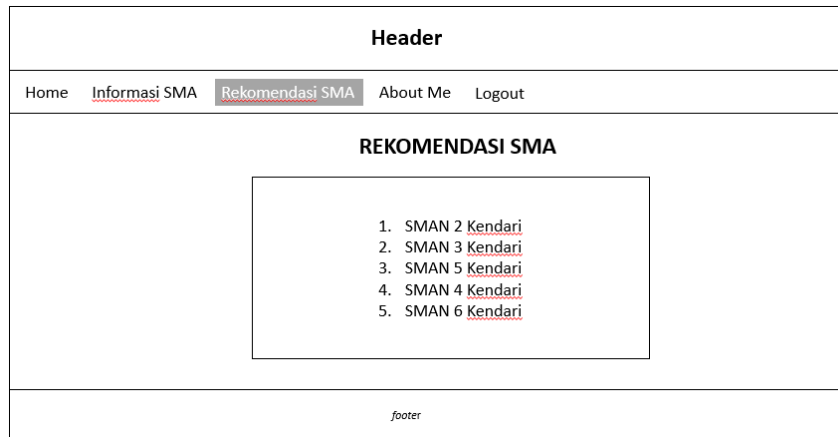 Header
Home Informasi SMA Rekomendasi SMA About Me Logout
REKOMENDASI SMA
1. SMAN 2 Kendari
2. SMAN 3 Kendari
3. SMAN 5 Kendari
4. SMAN 4 Kendari
5. SMAN 6 Kendari
footer